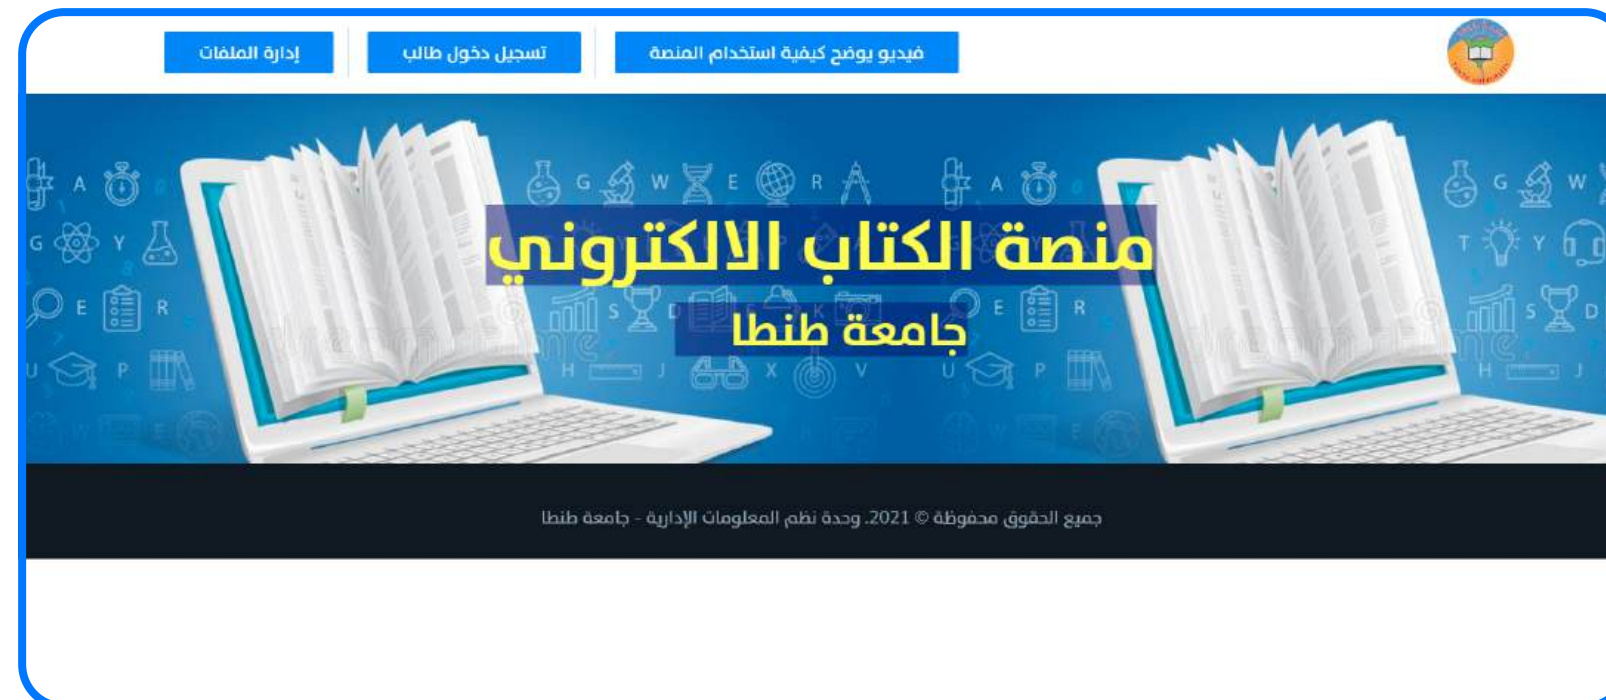 فيديو يوضح كيفية استخدام المنصة
تسجيل دخول طالب
إدارة الملفات
منصة الكتاب الالكتروني
جامعة طنطا
جميع الحقوق محفوظة © 2021. وحدة نظم المعلومات الإدارية - جامعة طنطا